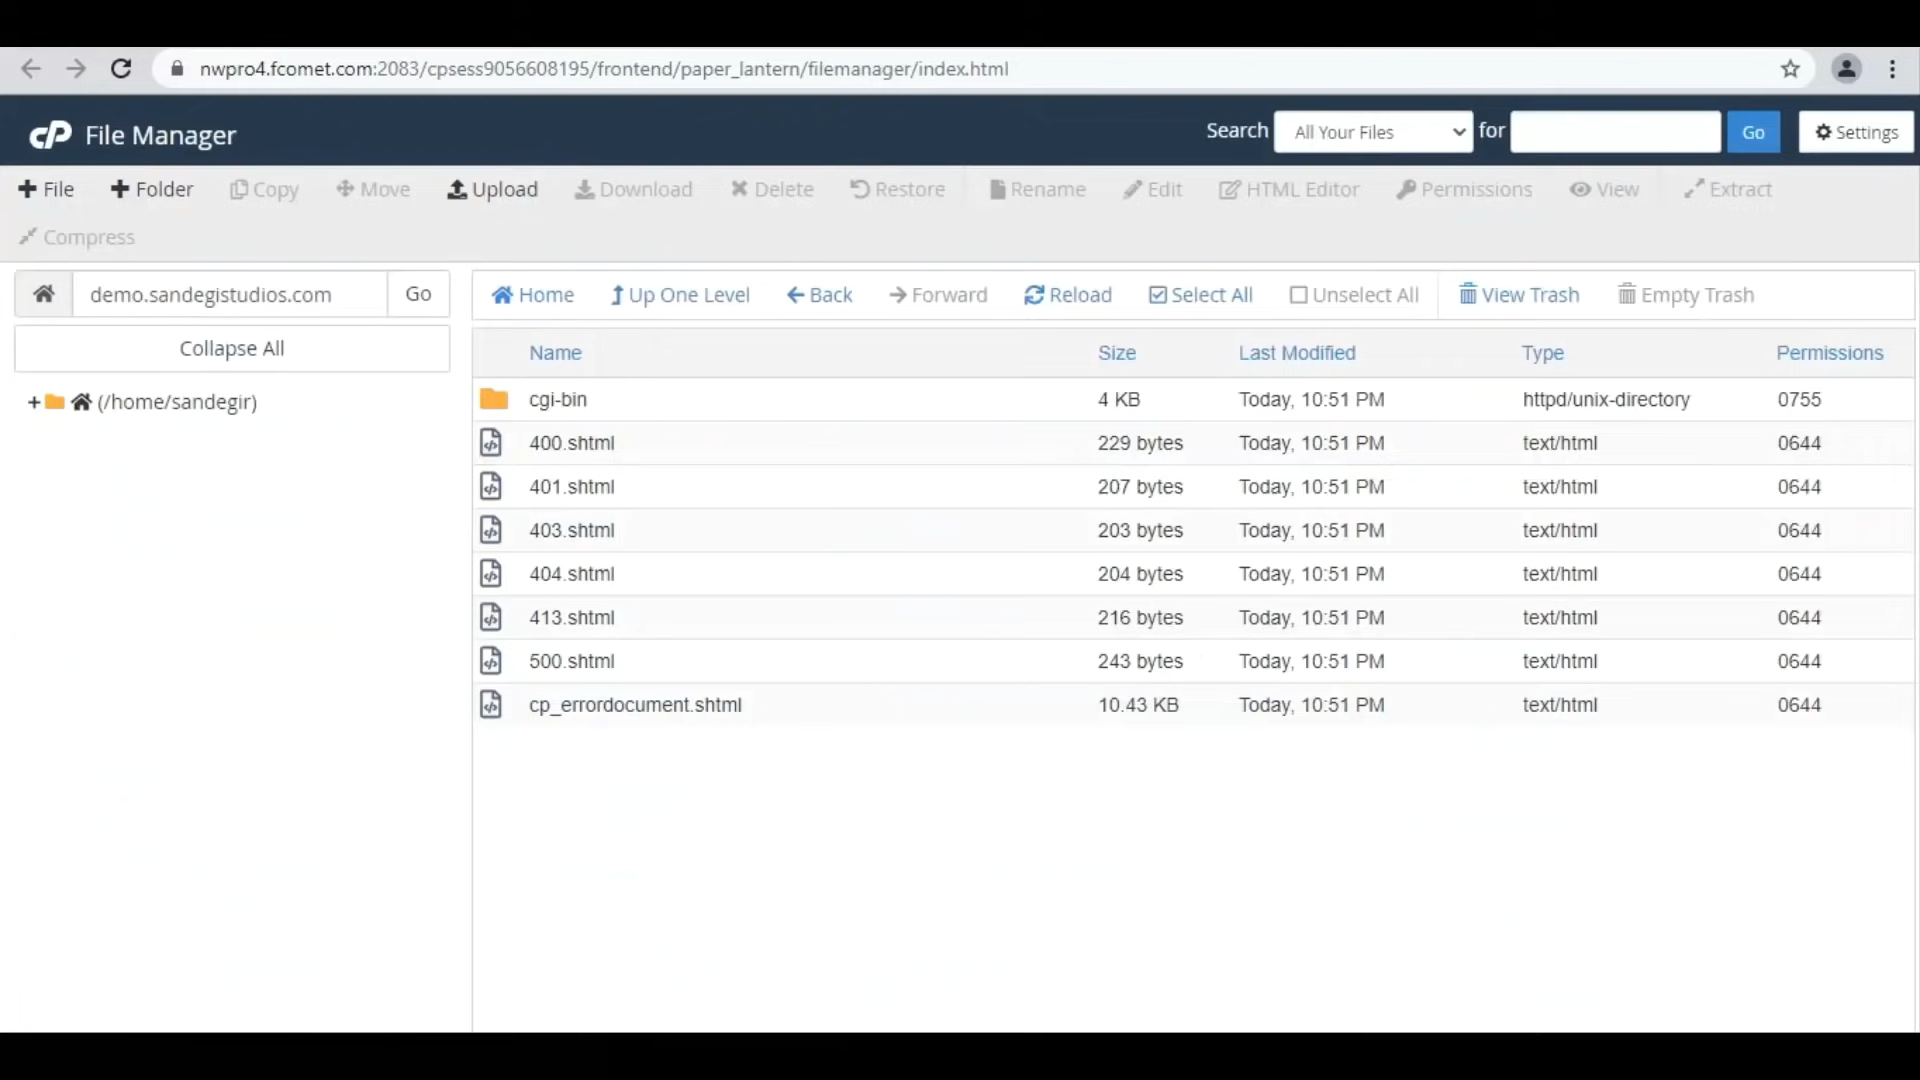 nwpro4.fcomet.com:2083/cpsess9056608195/frontend/paper_lantern/filemanager/index.html
cP File Manager Search All Your Files for Go Settings
File Folder Copy Move Upload Download Delete Restore Rename Edit HTML Editor Permissions View Extract
Compress
demo.sandegistudios.com Go Home Up One Level Back Forward Reload Select All Unselect All View Trash Empty Trash
Collapse All
Name Size Last Modified Type Permissions
+ (/home/sandegir)
cgi-bin 4 KB Today, 10:51 PM httpd/unix-directory 0755
400.shtml 229 bytes Today, 10:51 PM text/html 0644
401.shtml 207 bytes Today, 10:51 PM text/html 0644
403.shtml 203 bytes Today, 10:51 PM text/html 0644
404.shtml 204 bytes Today, 10:51 PM text/html 0644
413.shtml 216 bytes Today, 10:51 PM text/html 0644
500.shtml 243 bytes Today, 10:51 PM text/html 0644
cp_errordocument.shtml 10.43 KB Today, 10:51 PM text/html 0644